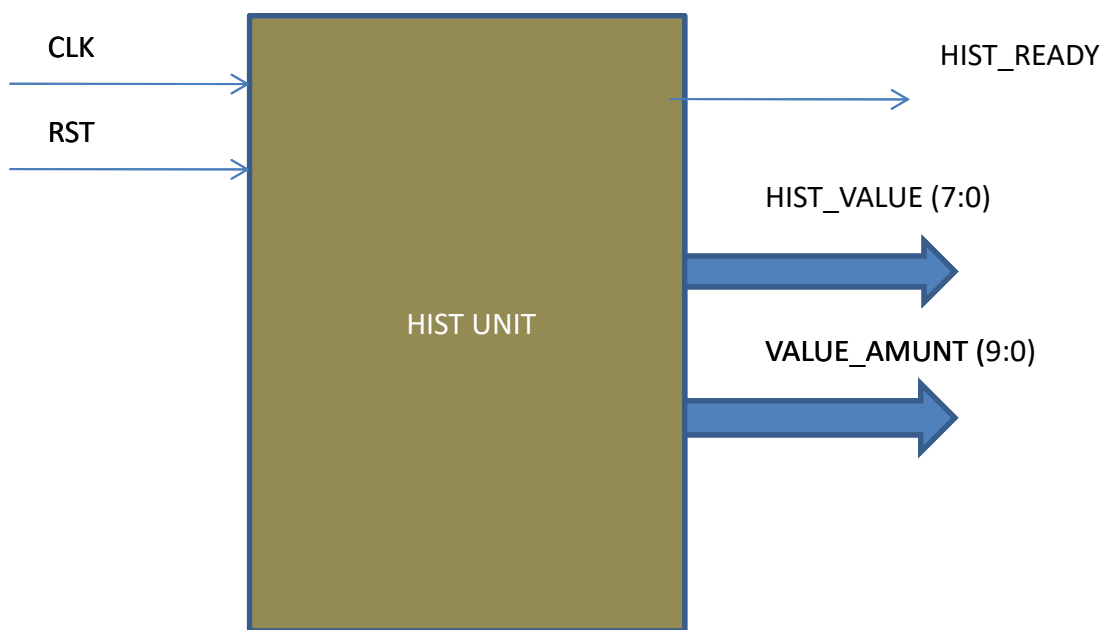 CLK
HIST_READY
RST
HIST_VALUE (7:0)
HIST UNIT
VALUE_AMUNT (9:0)